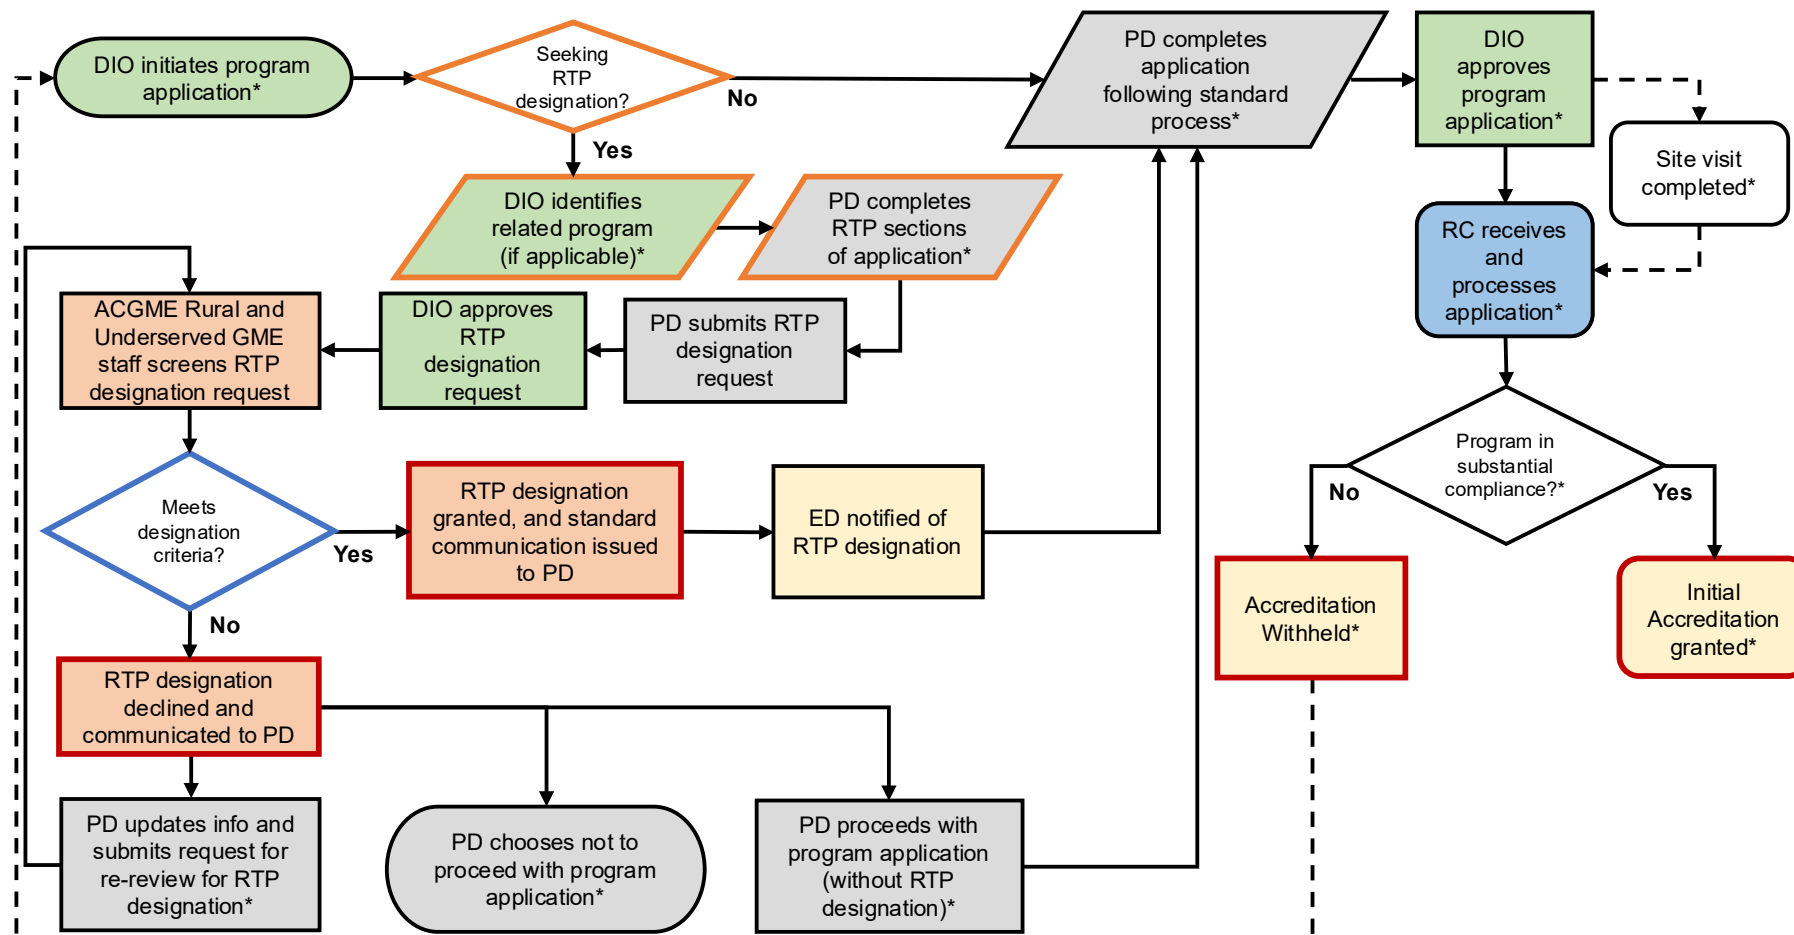 DIO initiates program
application*
Seeking
RTP
designation?
No
Yes
PD completes
application
following standard
process*
DIO
approves
program
application*
Site visit
completed*
DIO identifies
related program
(if applicable)*
PD completes
RTP sections
of application*
RC receives
and
processes
application*
ACGME Rural and
Underserved GME
staff screens RTP
designation request
DIO approves
RTP
designation
request
PD submits RTP
designation
request
Program in
substantial
compliance?*
No
Yes
Meets
designation
criteria?
Yes
No
RTP designation
granted, and standard
communication issued
to PD
ED notified of
RTP designation
Accreditation
Withheld*
Initial
Accreditation
granted*
RTP designation
declined and
communicated to PD
PD updates info and
submits request for
re-review for RTP
designation*
PD chooses not to
proceed with program
application*
PD proceeds with
program application
(without RTP
designation)*